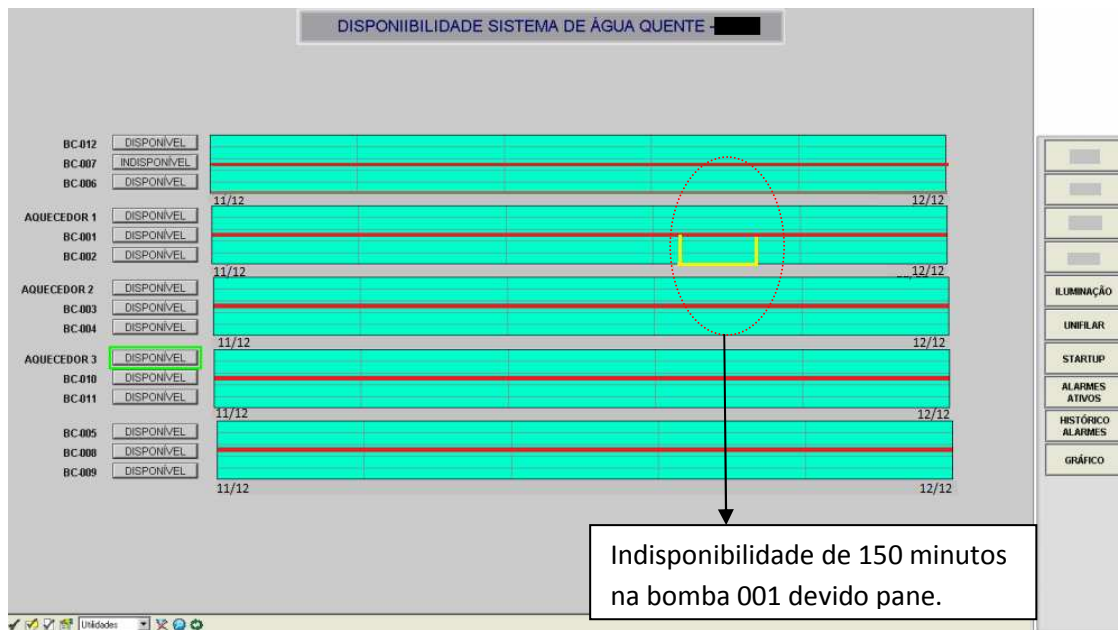 DISPONIIBILIDADE SISTEMA DE ÁGUA QUENTE -
BC-012 DISPONÍVEL
BC-007 INDISPONÍVEL
BC-006 DISPONÍVEL
11/12 12/12
AQUECEDOR 1 DISPONÍVEL
BC-001 DISPONÍVEL
BC-002 DISPONÍVEL
11/12 12/12
AQUECEDOR 2 DISPONÍVEL
BC-003 DISPONÍVEL
BC-004 DISPONÍVEL
11/12 12/12
AQUECEDOR 3 DISPONÍVEL
BC-010 DISPONÍVEL
BC-011 DISPONÍVEL
11/12 12/12
BC-005 DISPONÍVEL
BC-008 DISPONÍVEL
BC-009 DISPONÍVEL
11/12 12/12
ILUMINAÇÃO
UNIFILAR
STARTUP
ALARMES
ATIVOS
HISTÓRICO
ALARMES
GRÁFICO
Indisponibilidade de 150 minutos
na bomba 001 devido pane.
Utilidades